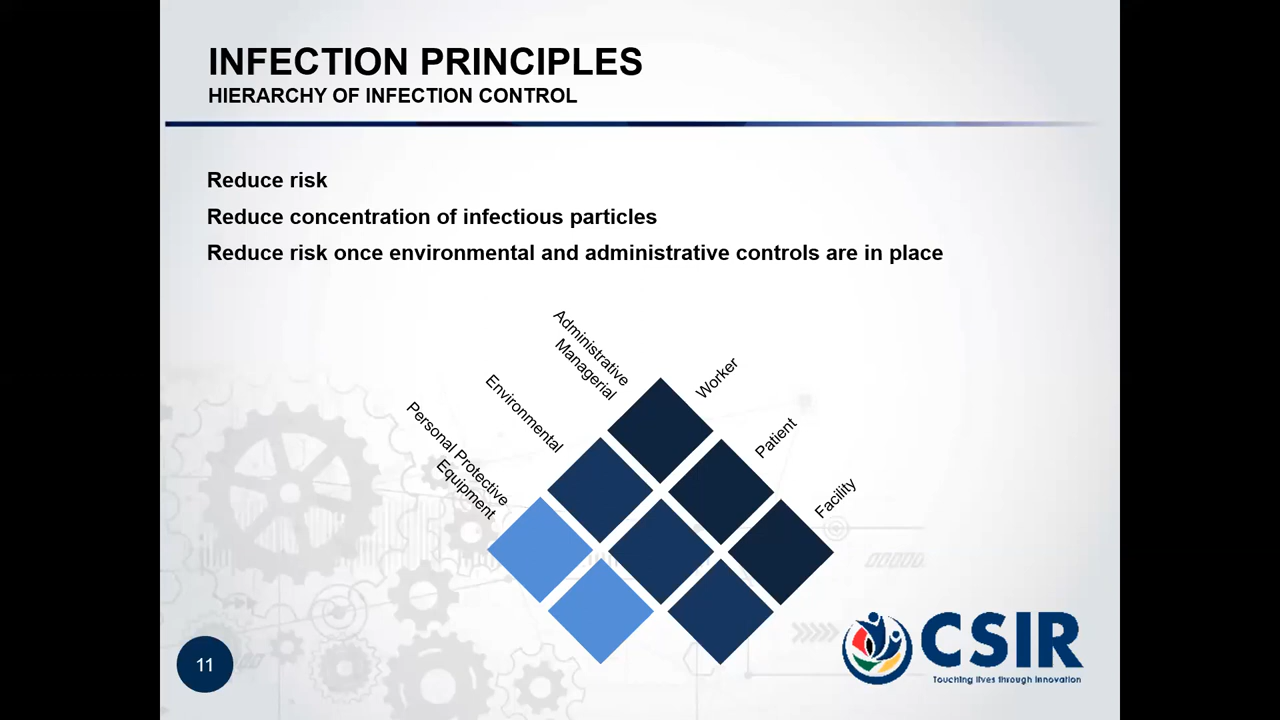 INFECTION PRINCIPLES
HIERARCHY OF INFECTION CONTROL
Reduce risk
Reduce concentration of infectious particles
Reduce risk once environmental and administrative controls are in place
Administrative
Managerial
Environmental
Personal Protective
Equipment
Worker
Patient
Facility
11
CSIR
Touching lives through innovation